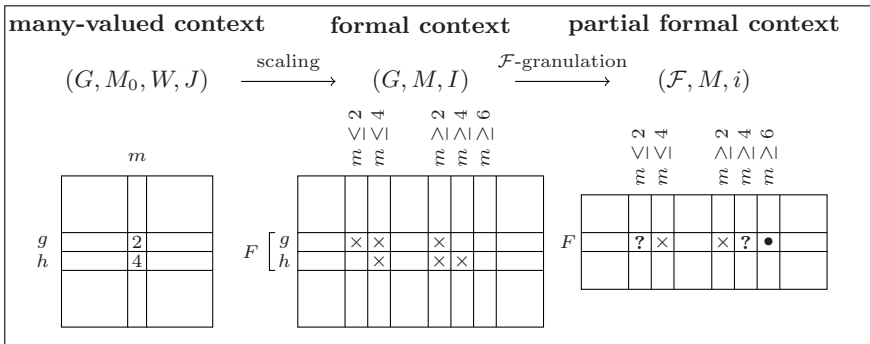 many-valued context formal context partial formal context
scaling F-granulation
(G, M₀, W, J) (G, M, I) (ℱ, M, i)
m m ≤ 2 m ≤ 4 m ≥ 2 m ≥ 4 m ≥ 6 m ≤ 2 m ≤ 4 m ≥ 2 m ≥ 4 m ≥ 6
g 2 F g × × × F ? × × ? •
h 4 h × × ×